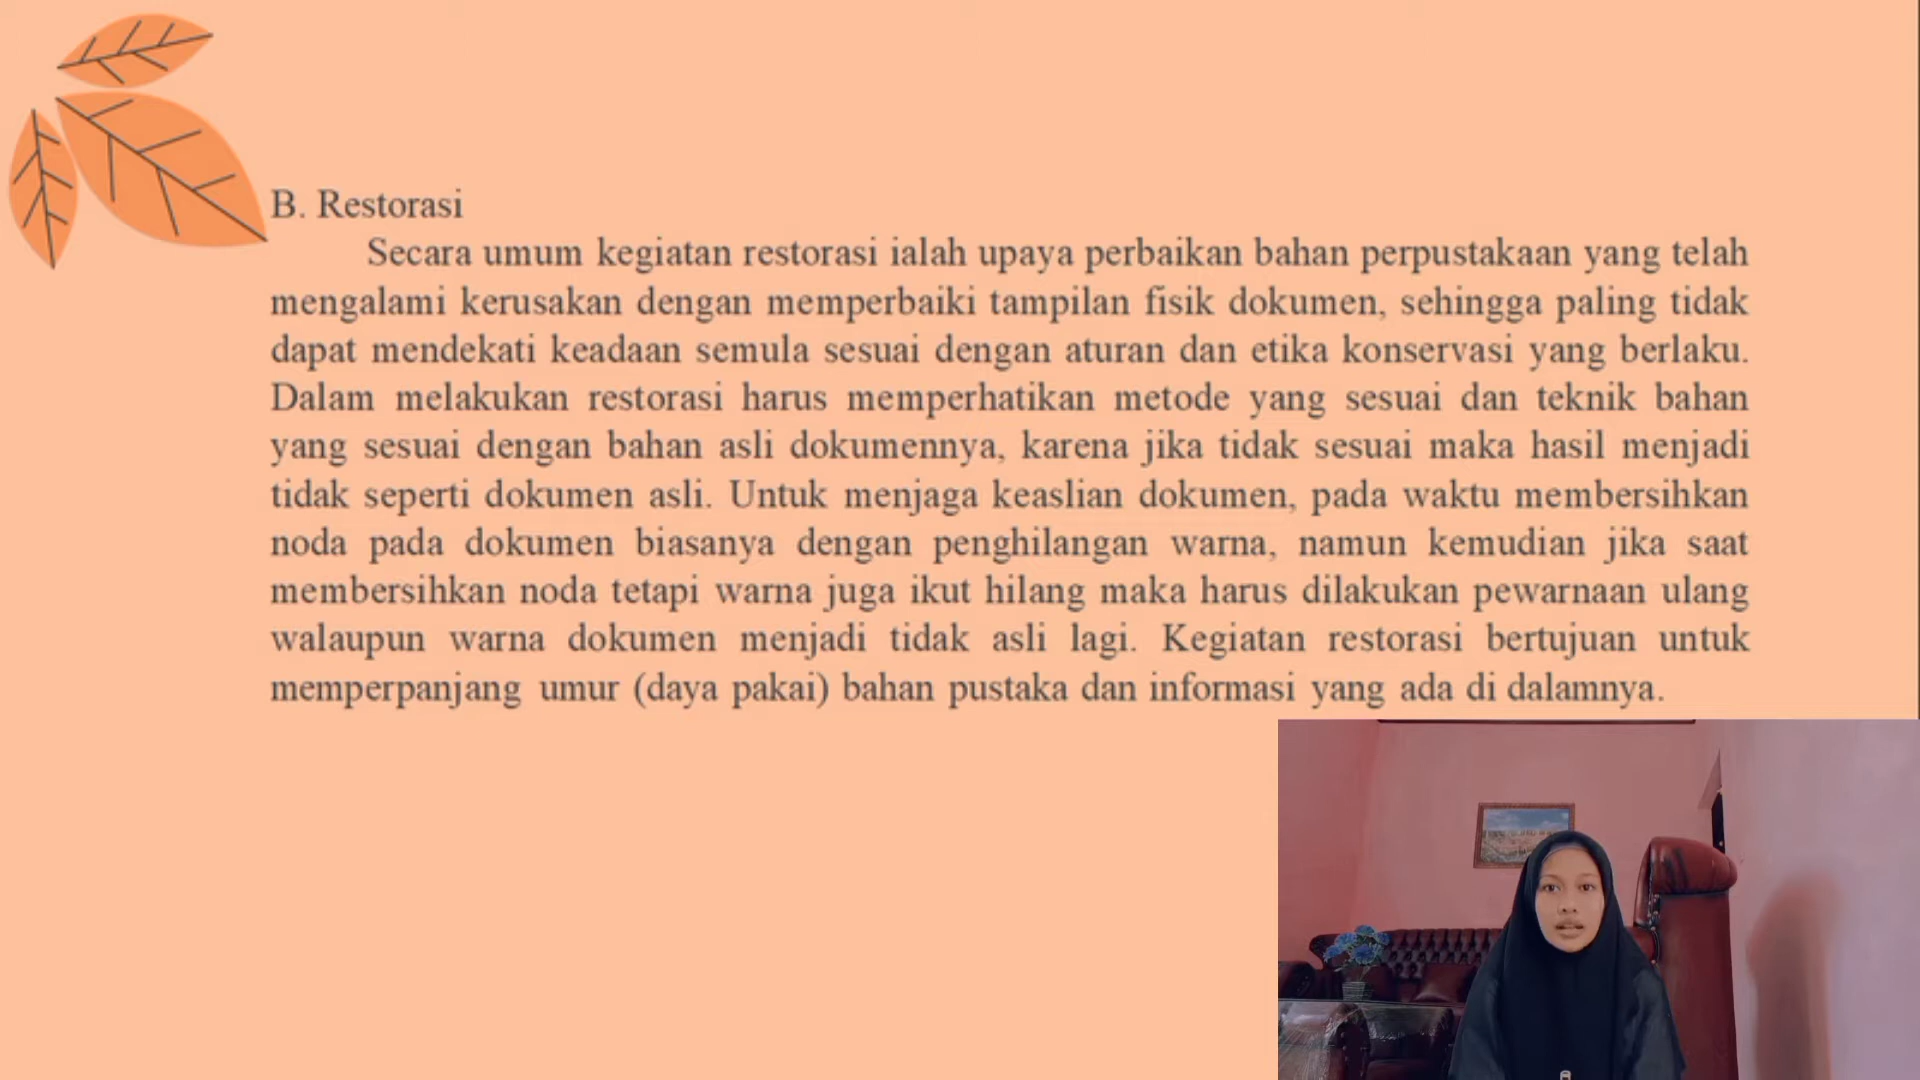 B. Restorasi
Secara umum kegiatan restorasi ialah upaya perbaikan bahan perpustakaan yang telah
mengalami kerusakan dengan memperbaiki tampilan fisik dokumen, sehingga paling tidak
dapat mendekati keadaan semula sesuai dengan aturan dan etika konservasi yang berlaku.
Dalam melakukan restorasi harus memperhatikan metode yang sesuai dan teknik bahan
yang sesuai dengan bahan asli dokumennya, karena jika tidak sesuai maka hasil menjadi
tidak seperti dokumen asli. Untuk menjaga keaslian dokumen, pada waktu membersihkan
noda pada dokumen biasanya dengan penghilangan warna, namun kemudian jika saat
membersihkan noda tetapi warna juga ikut hilang maka harus dilakukan pewarnaan ulang
walaupun warna dokumen menjadi tidak asli lagi. Kegiatan restorasi bertujuan untuk
memperpanjang umur (daya pakai) bahan pustaka dan informasi yang ada di dalamnya.